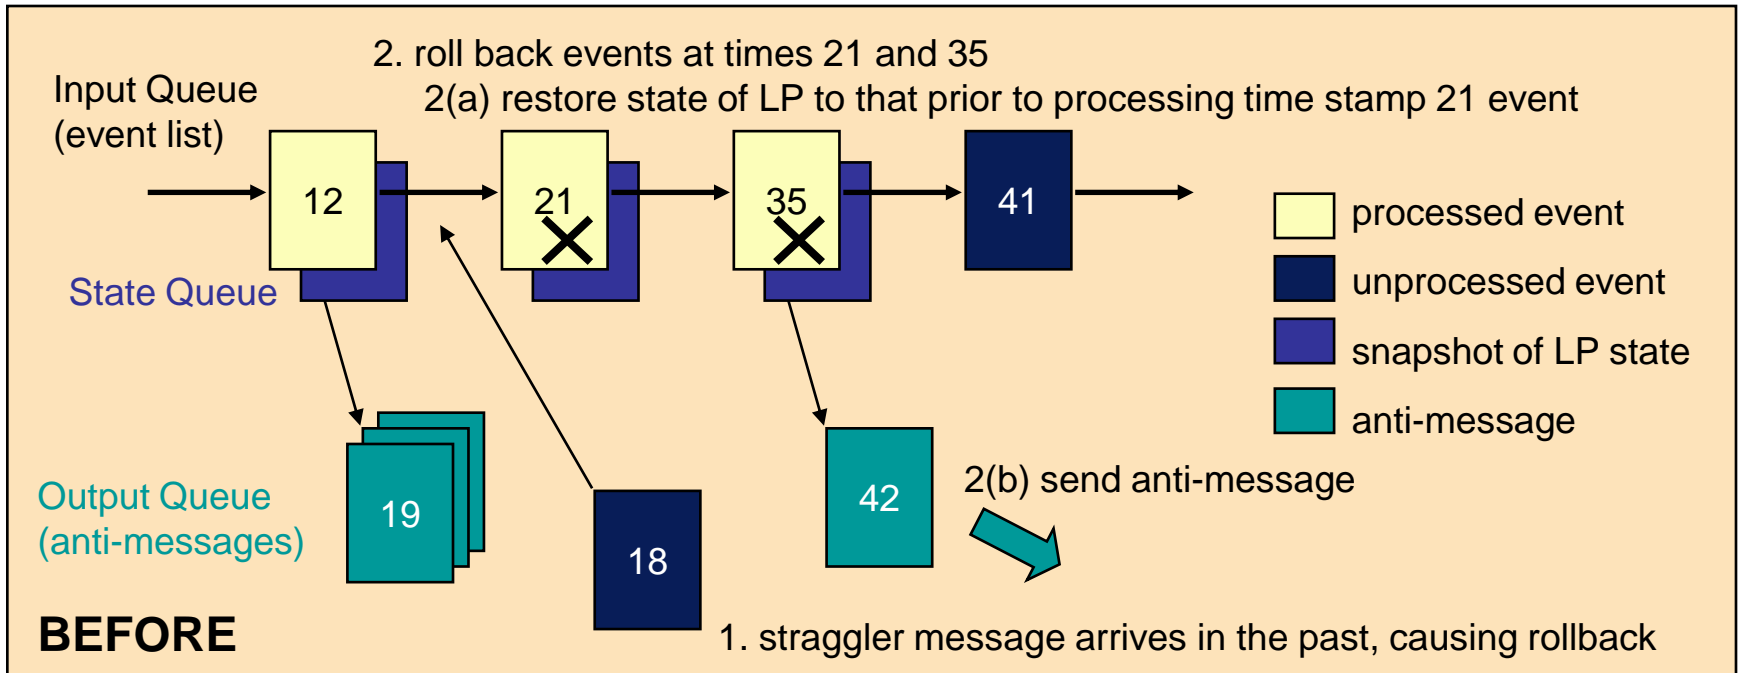 2. roll back events at times 21 and 35
2(a) restore state of LP to that prior to processing time stamp 21 event
Input Queue
(event list)
12
21
35
41
State Queue
processed event
unprocessed event
snapshot of LP state
anti-message
Output Queue
(anti-messages)
19
18
42
2(b) send anti-message
BEFORE
1. straggler message arrives in the past, causing rollback